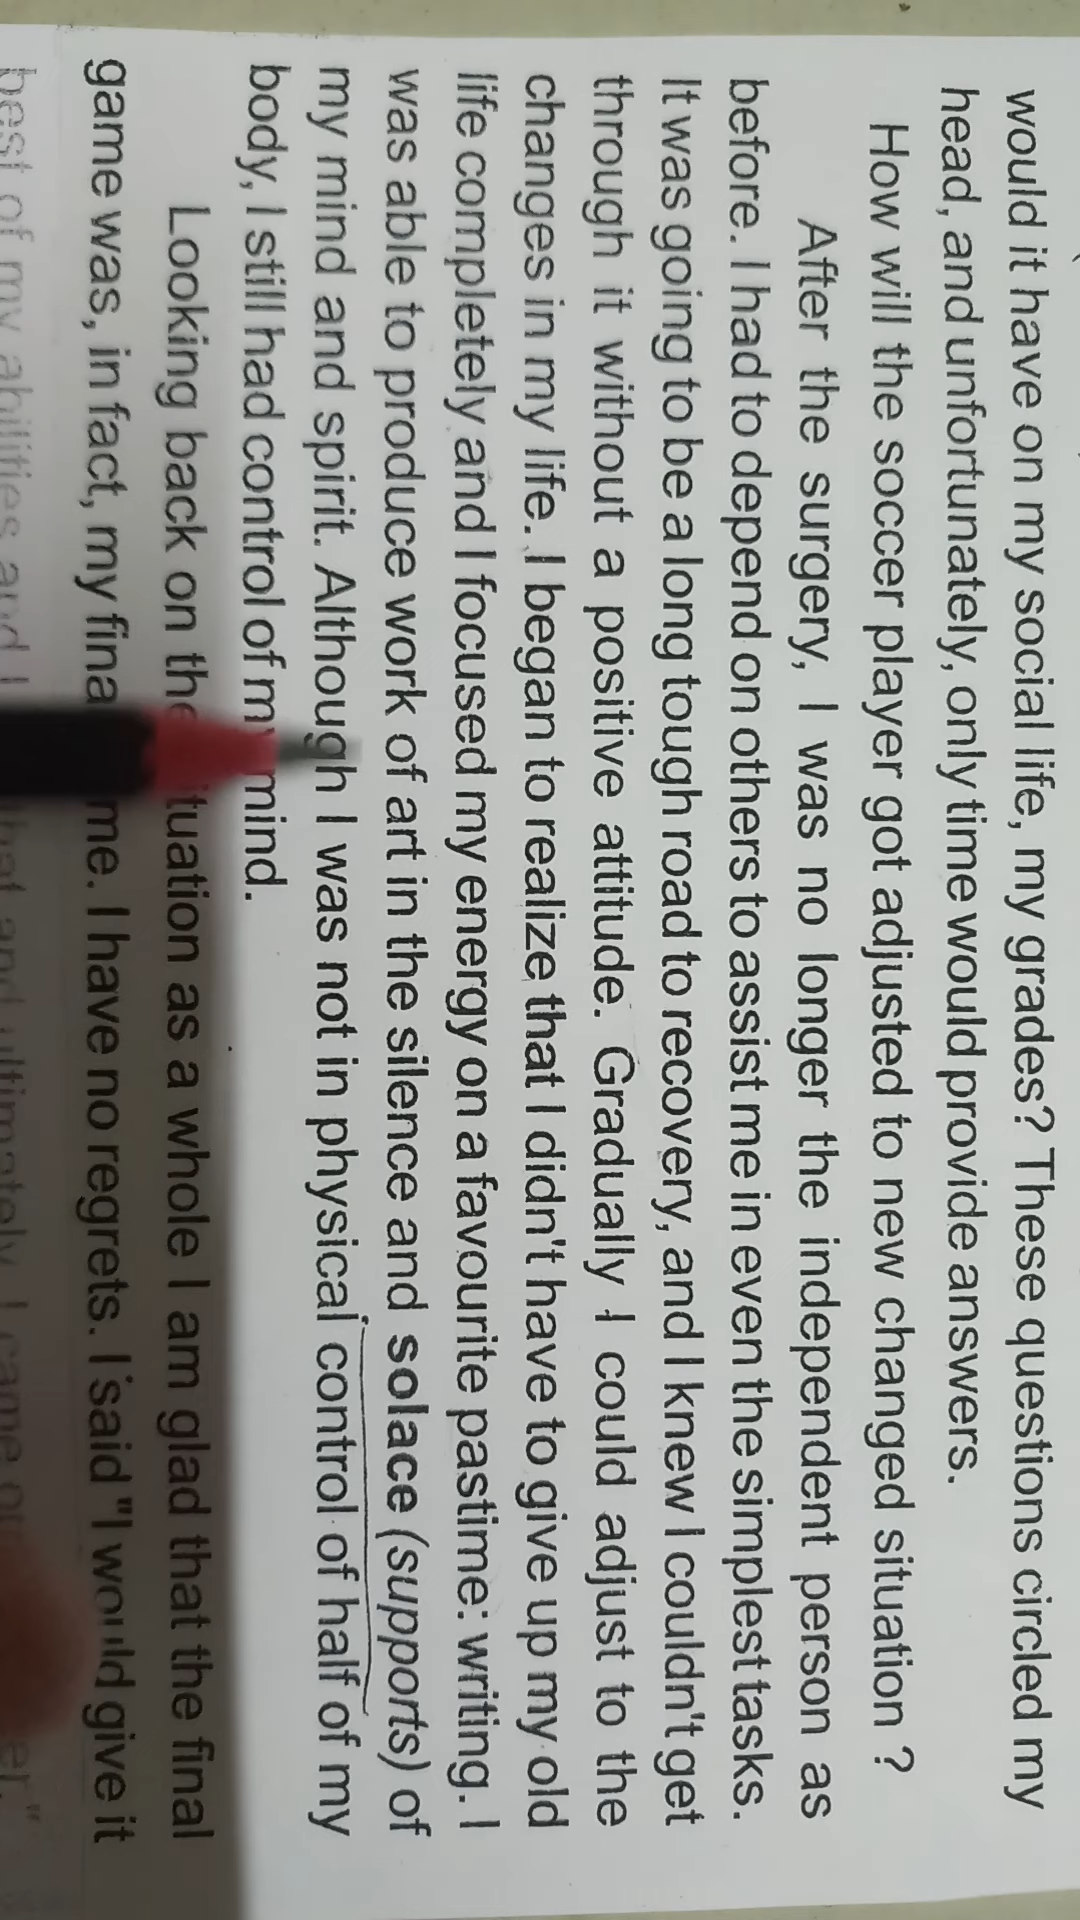 would it have on my social life, my grades? These questions circled my
head, and unfortunately, only time would provide answers.
How will the soccer player got adjusted to new changed situation ?
After the surgery, I was no longer the independent person as
before. I had to depend on others to assist me in even the simplest tasks.
It was going to be a long tough road to recovery, and I knew I couldn't get
through it without a positive attitude. Gradually I could adjust to the
changes in my life. I began to realize that I didn't have to give up my old
life completely and I focused my energy on a favourite pastime: writing. I
was able to produce work of art in the silence and solace (supports) of
my mind and spirit. Although I was not in physical control of half of my
body, I still had control of my mind.
Looking back on the tuation as a whole I am glad that the final
game was, in fact, my fina me. I have no regrets. I said "I would give it
best of my abilities and I hat and ultimately, I came er."